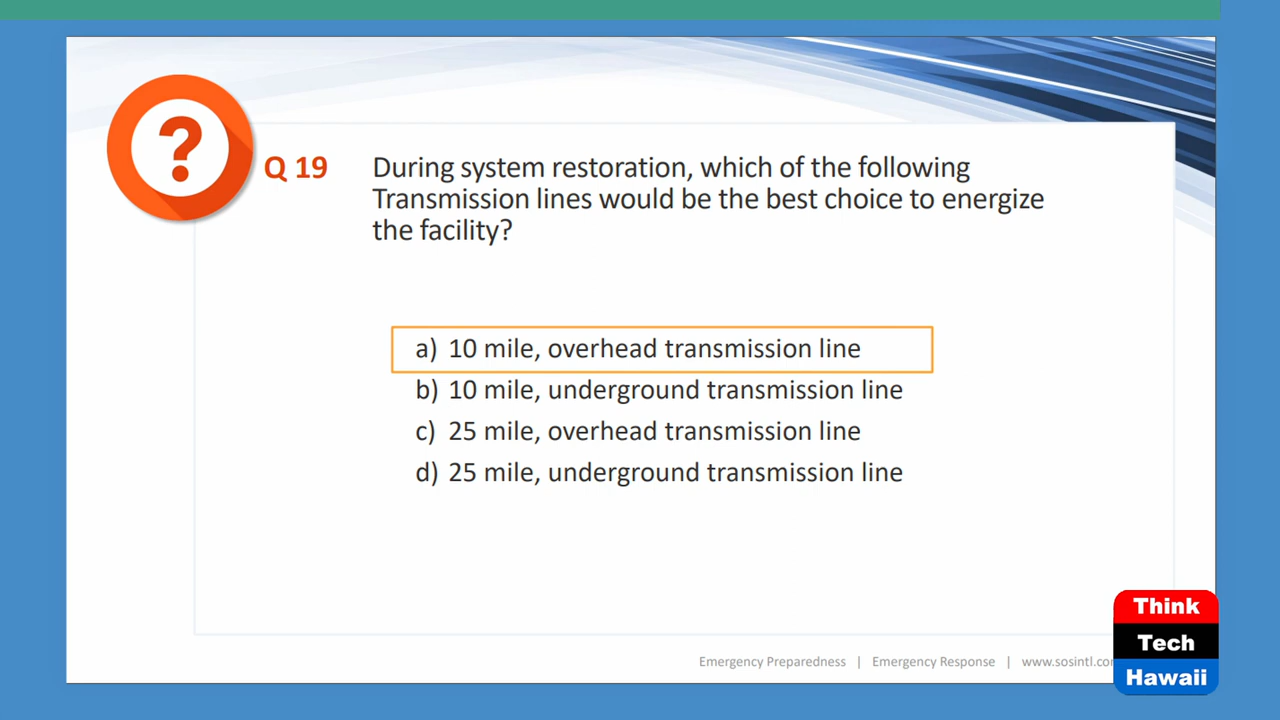 ?
Q 19
During system restoration, which of the following
Transmission lines would be the best choice to energize
the facility?
a) 10 mile, overhead transmission line
b) 10 mile, underground transmission line
c) 25 mile, overhead transmission line
d) 25 mile, underground transmission line
Emergency Preparedness | Emergency Response | www.sosintl.co
Think
Tech
Hawaii